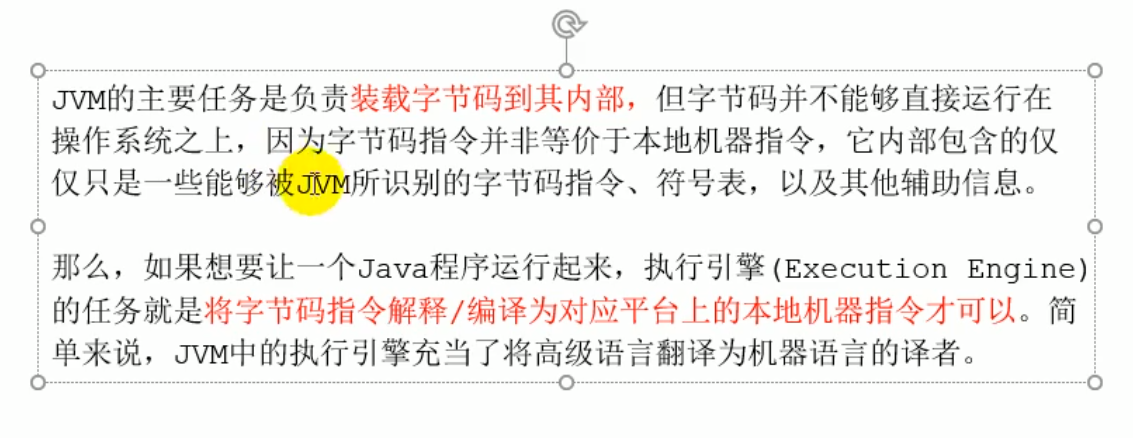 JVM的主要任务是负责装载字节码到其内部，但字节码并不能够直接运行在
操作系统之上，因为字节码指令并非等价于本地机器指令，它内部包含的仅
仅只是一些能够被JVM所识别的字节码指令、符号表，以及其他辅助信息。
那么，如果想要让一个Java程序运行起来，执行引擎(Execution Engine)
的任务就是将字节码指令解释/编译为对应平台上的本地机器指令才可以。简
单来说，JVM中的执行引擎充当了将高级语言翻译为机器语言的译者。